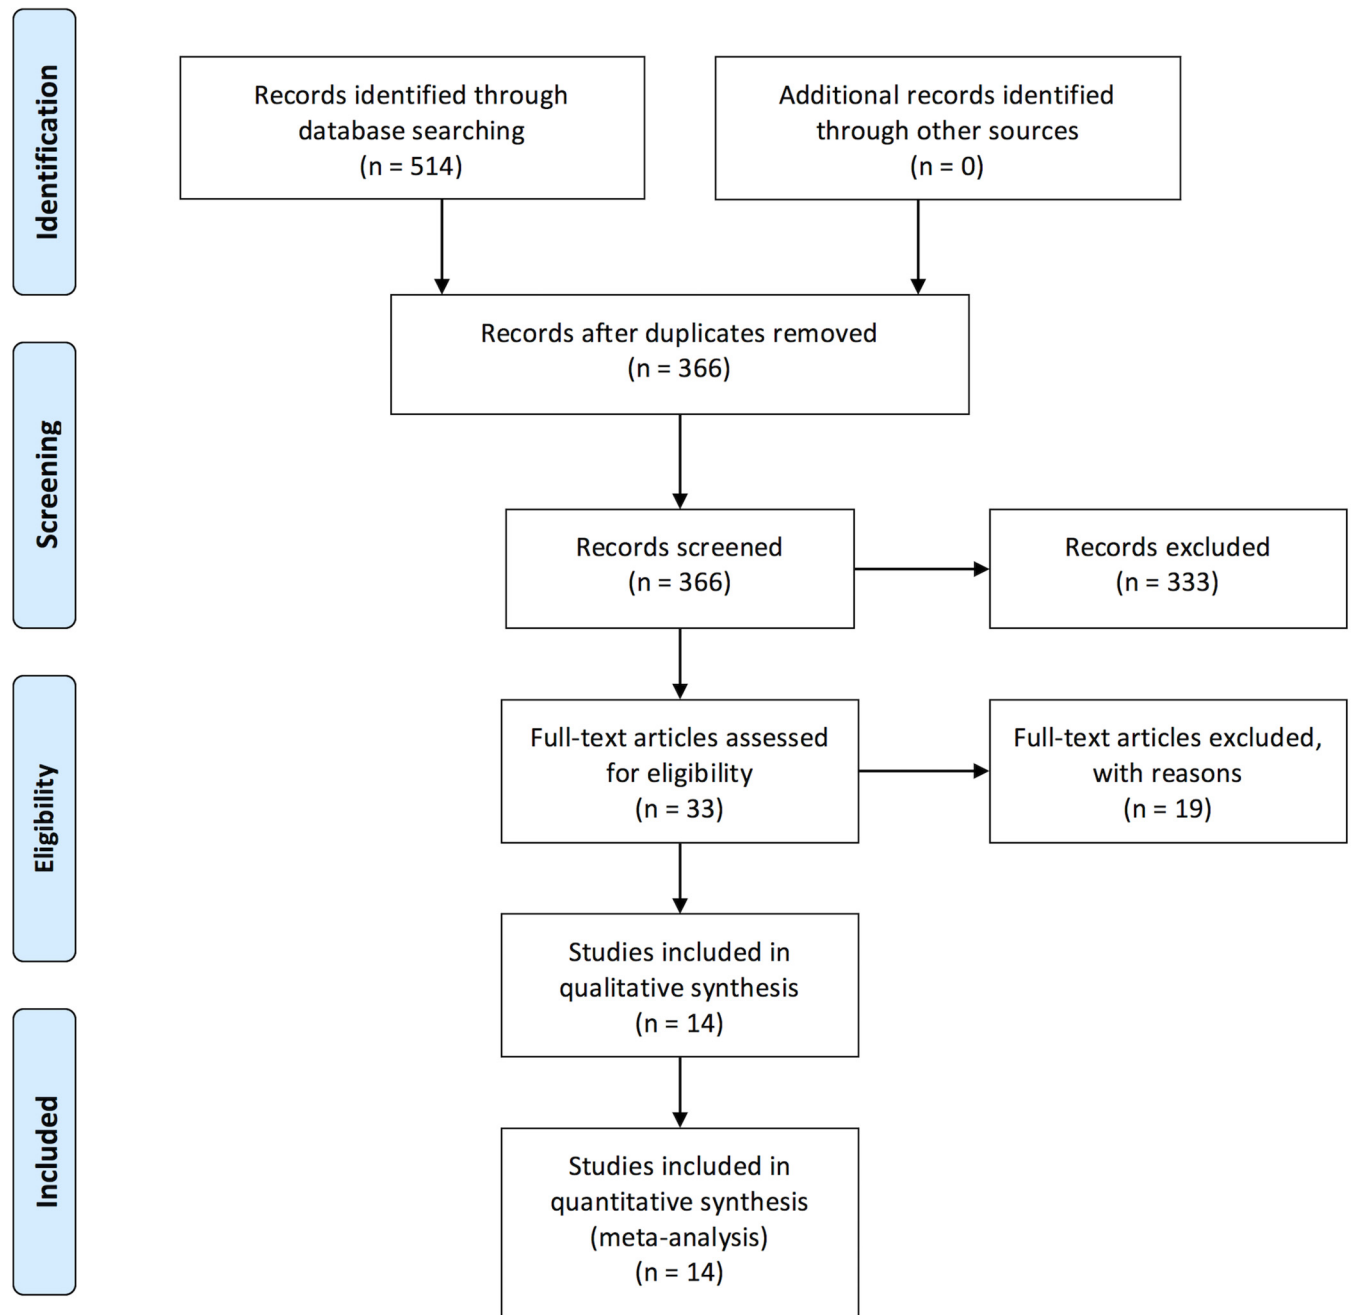 Identification
Records identified through
database searching
(n = 514)
Additional records identified
through other sources
(n = 0)
Records after duplicates removed
(n = 366)
Screening
Records screened
(n = 366)
Records excluded
(n = 333)
Eligibility
Full-text articles assessed
for eligibility
(n = 33)
Full-text articles excluded,
with reasons
(n = 19)
Studies included in
qualitative synthesis
(n = 14)
Included
Studies included in
quantitative synthesis
(meta-analysis)
(n = 14)